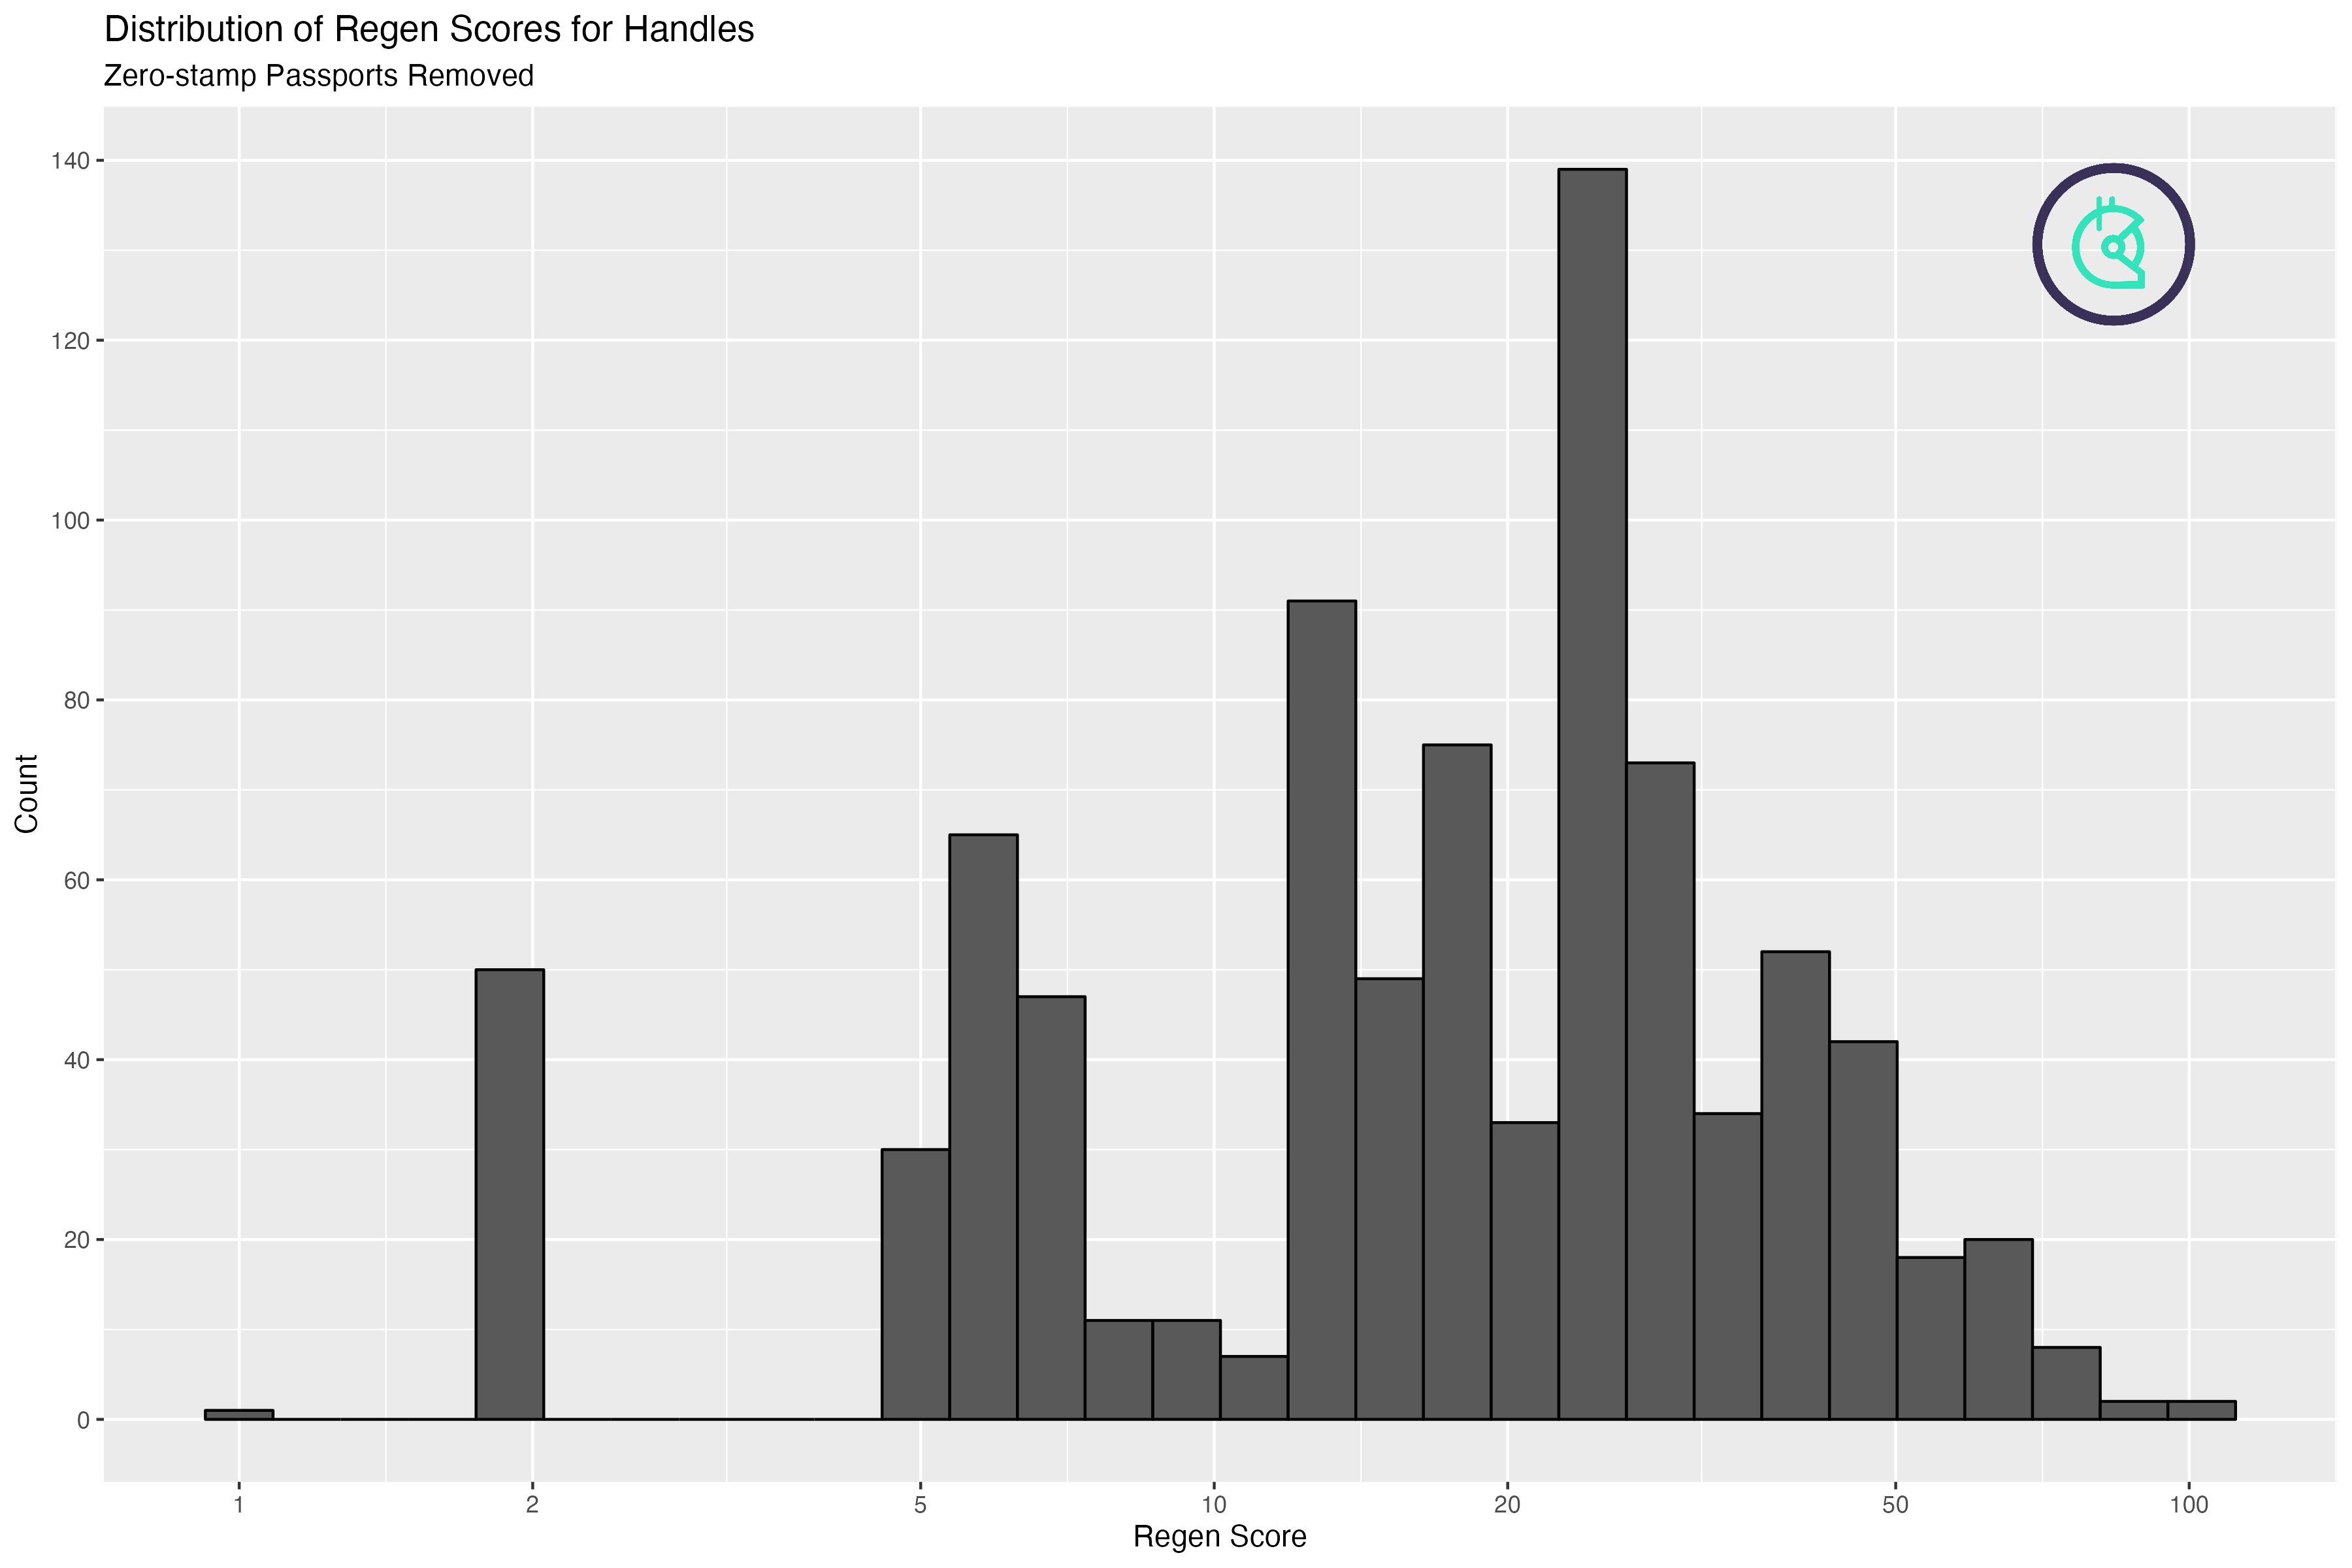 Distribution of Regen Scores for Handles
Zero-stamp Passports Removed
140
120
100
80
60
40
20
0
Count
1 2 5 10 20 50 100
Regen Score